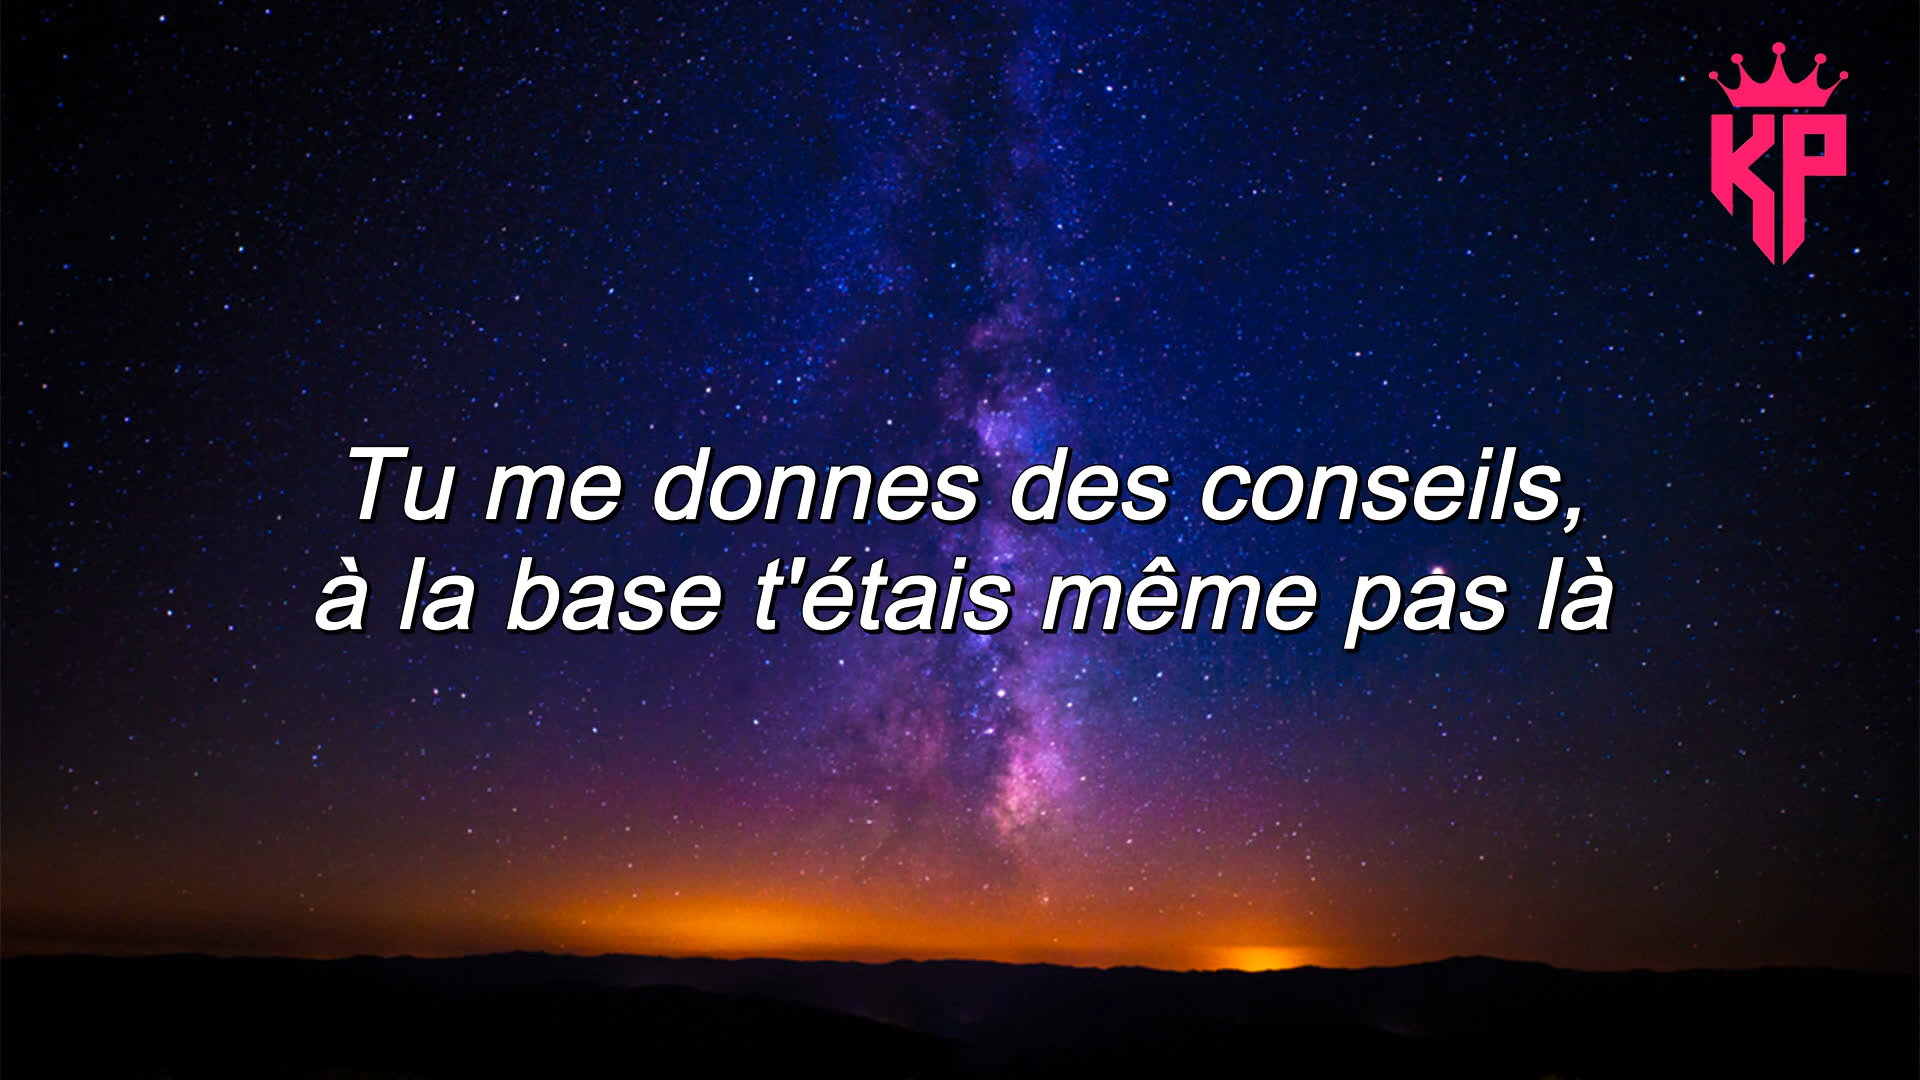 KP
Tu me donnes des conseils,
à la base t'étais même pas là